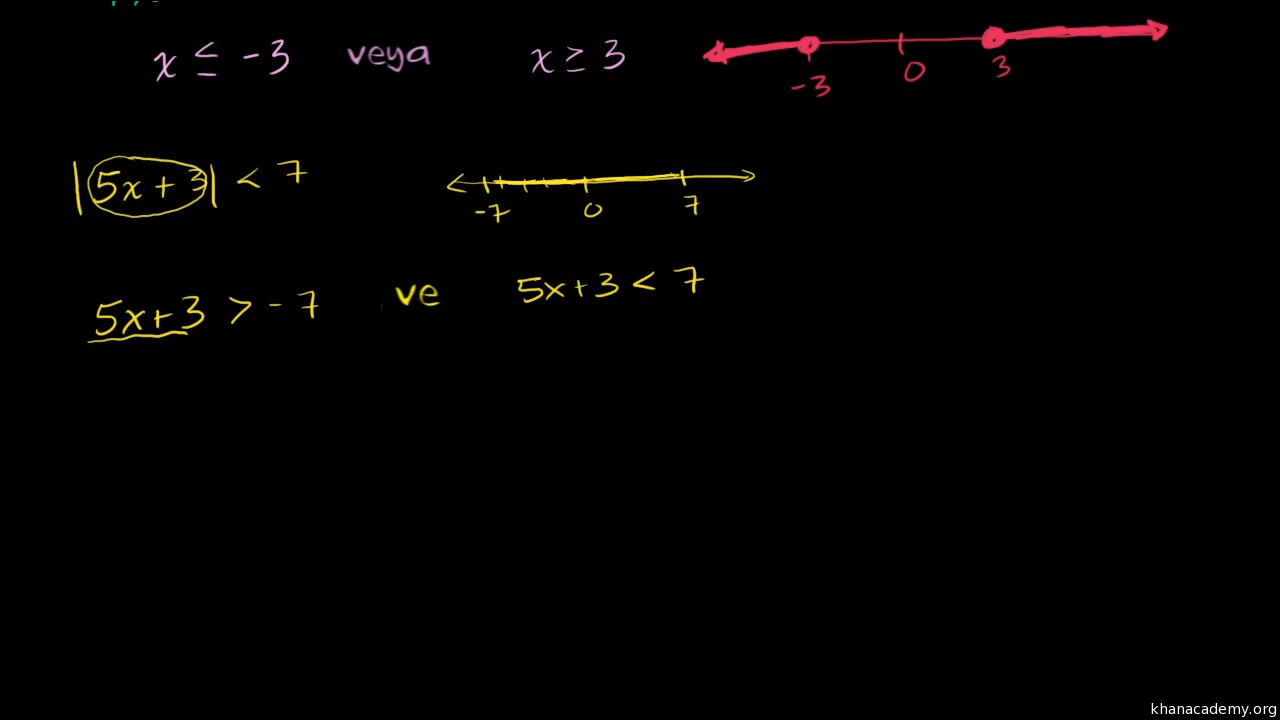 x ≤ -3 veya x ≥ 3
-3 0 3
|5x + 3| < 7
-7 0 7
5x+3 > -7 ve 5x+3 < 7
khanacademy.org